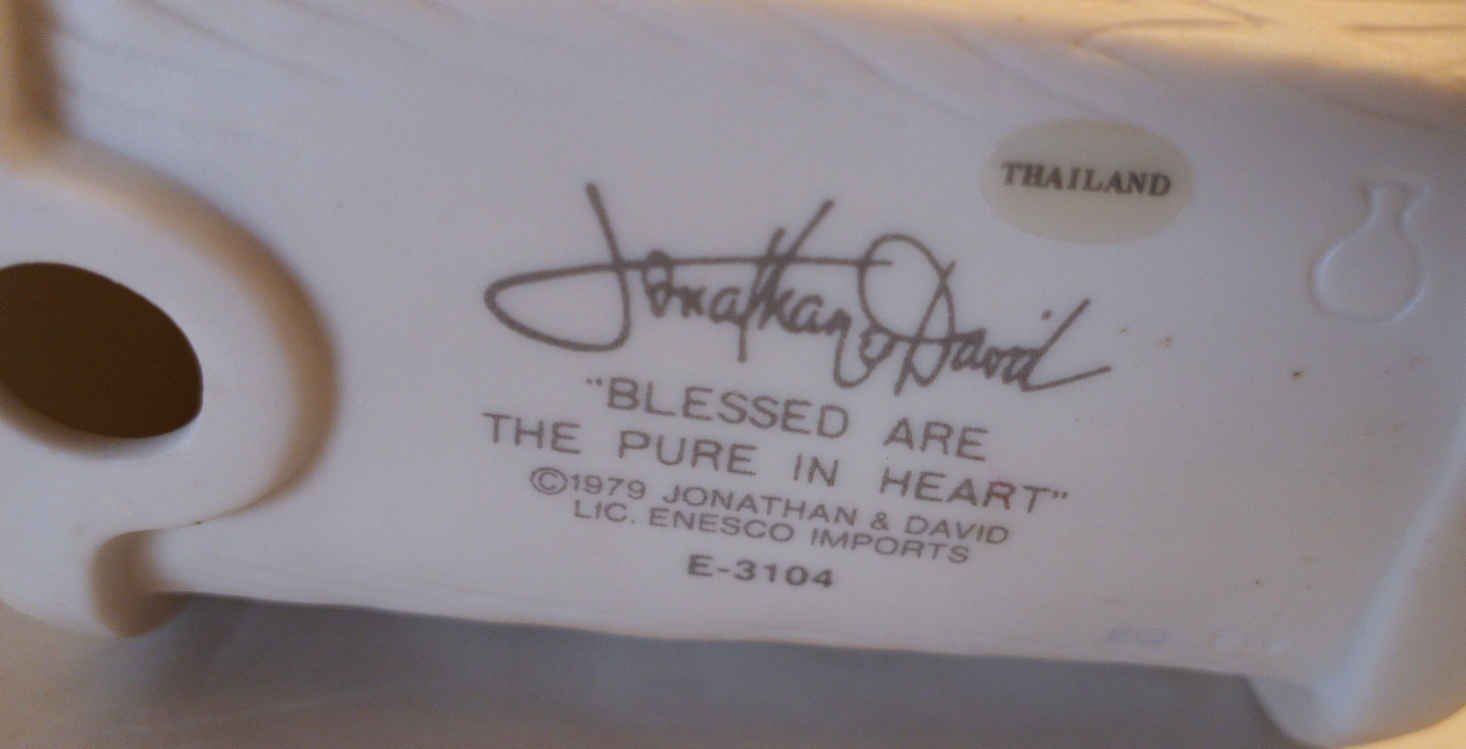 THAILAND
Jonathan & David
"BLESSED ARE
THE PURE IN HEART"
©1979 JONATHAN & DAVID
LIC. ENESCO IMPORTS
E-3104